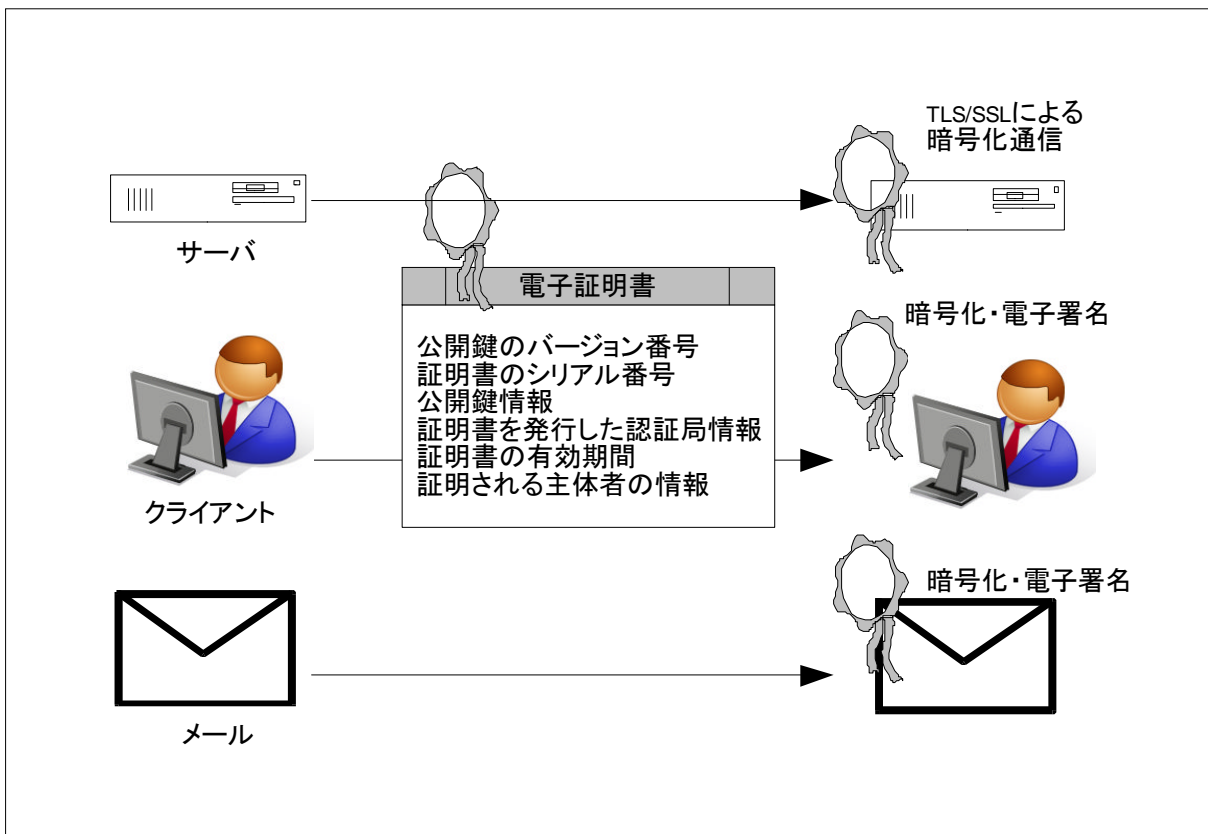 TLS/SSLによる
暗号化通信
サーバ
電子証明書
公開鍵のバージョン番号
証明書のシリアル番号
公開鍵情報
証明書を発行した認証局情報
証明書の有効期間
証明される主体者の情報
暗号化・電子署名
クライアント
暗号化・電子署名
メール